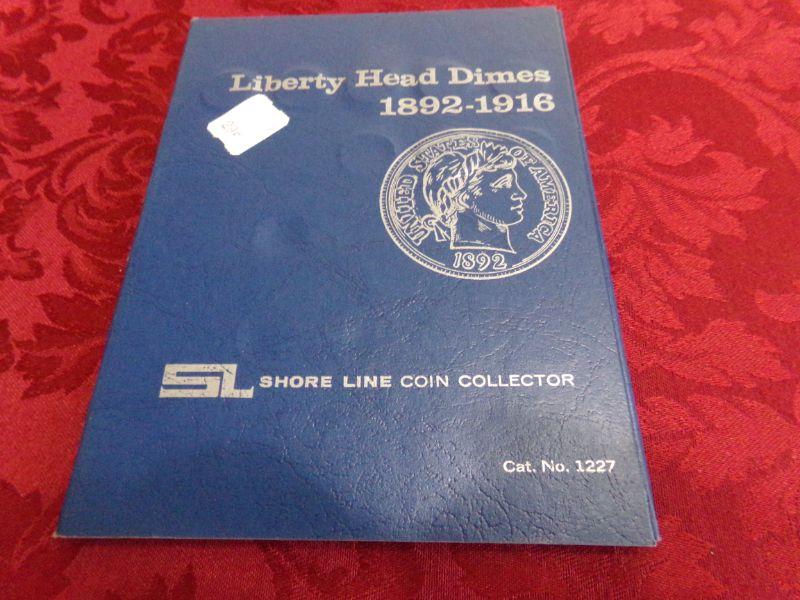 Liberty Head Dimes
1892-1916
UNITED STATES OF AMERICA
1892
SL SHORE LINE COIN COLLECTOR
Cat. No. 1227